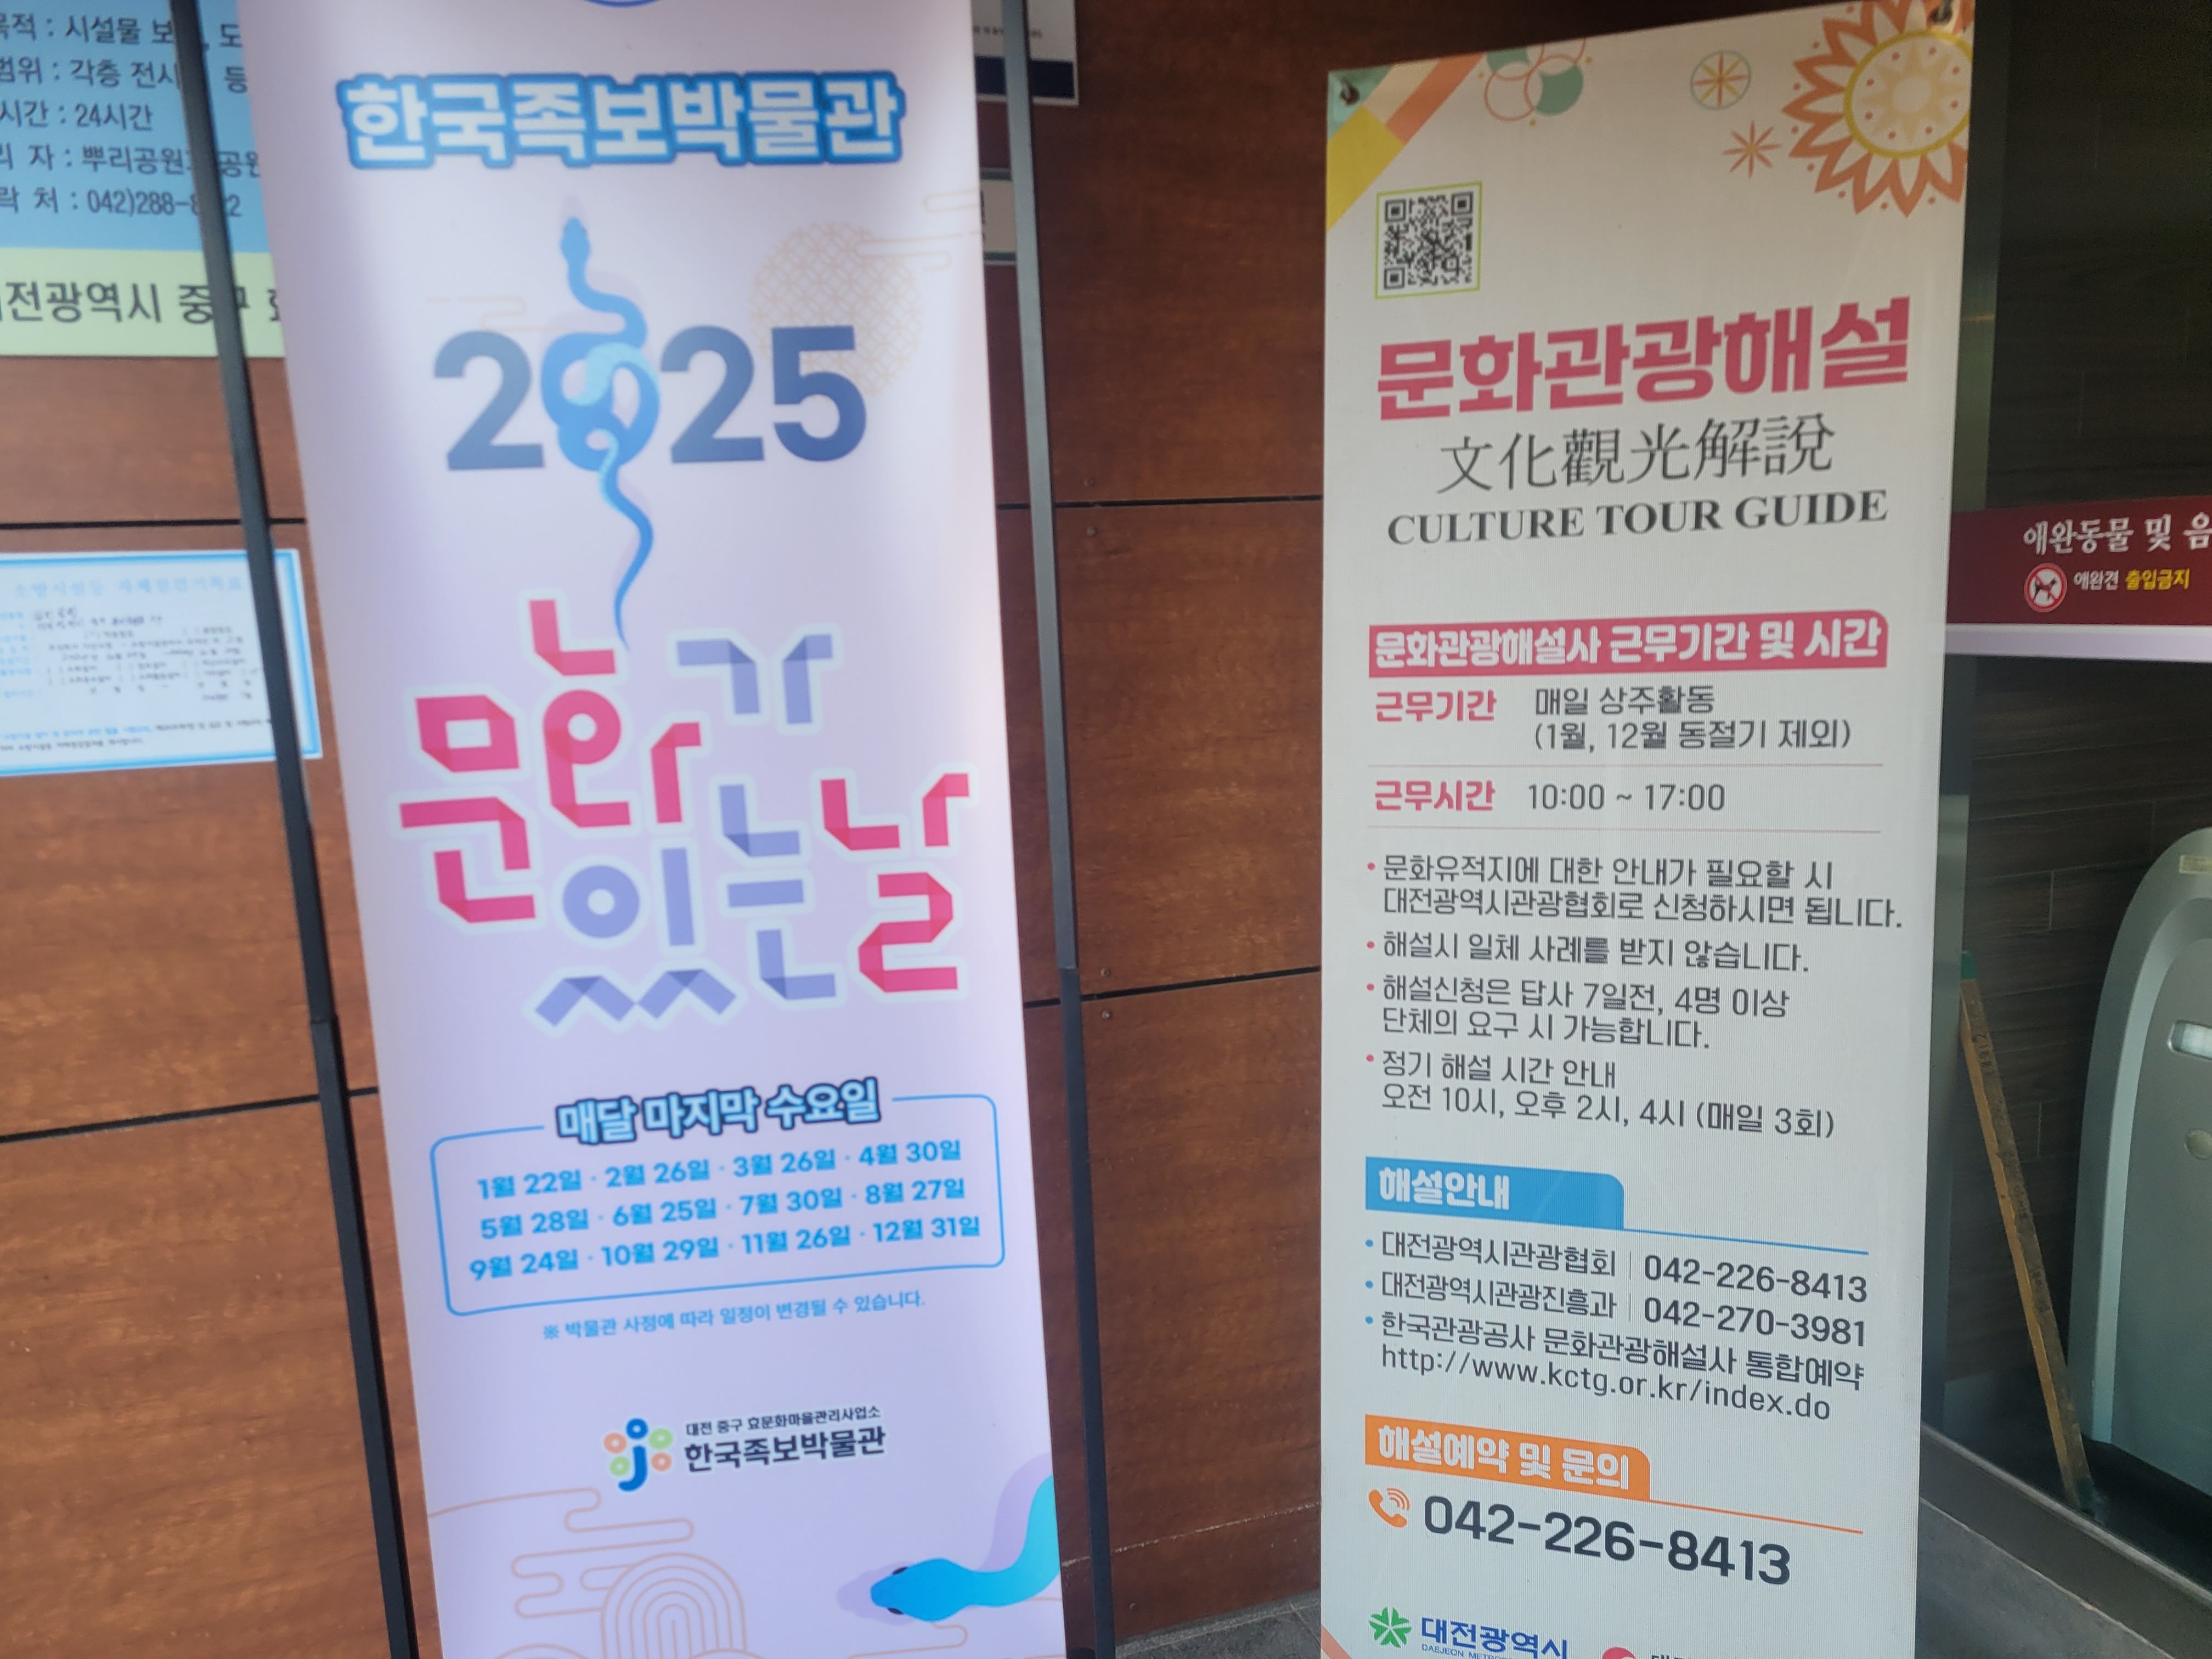 시설물 보
각층 전시
시간 : 24시간
자 : 뿌리공원
처 : 042)288-
전광역시 중구
한국족보박물관
2025
문화가
있는 날
매달 마지막 수요일
1월 22일 · 2월 26일 · 3월 26일 · 4월 30일
5월 28일 · 6월 25일 · 7월 30일 · 8월 27일
9월 24일 · 10월 29일 · 11월 26일 · 12월 31일
※ 박물관 사정에 따라 일정이 변경될 수 있습니다.
대전 중구 효문화마을관리사업소
한국족보박물관
문화관광해설
文化觀光解說
CULTURE TOUR GUIDE
문화관광해설사 근무기간 및 시간
근무기간 매일 상주활동
(1월, 12월 동절기 제외)
근무시간 10:00 ~ 17:00
• 문화유적지에 대한 안내가 필요할 시
대전광역시관광협회로 신청하시면 됩니다.
• 해설시 일체 사례를 받지 않습니다.
• 해설신청은 답사 7일전, 4명 이상
단체의 요구 시 가능합니다.
• 정기 해설 시간 안내
오전 10시, 오후 2시, 4시 (매일 3회)
해설안내
• 대전광역시관광협회 | 042-226-8413
• 대전광역시관광진흥과 | 042-270-3981
• 한국관광공사 문화관광해설사 통합예약
http://www.kctg.or.kr/index.do
해설예약 및 문의
042-226-8413
대전광역시
애완동물 및 음
애완견 출입금지